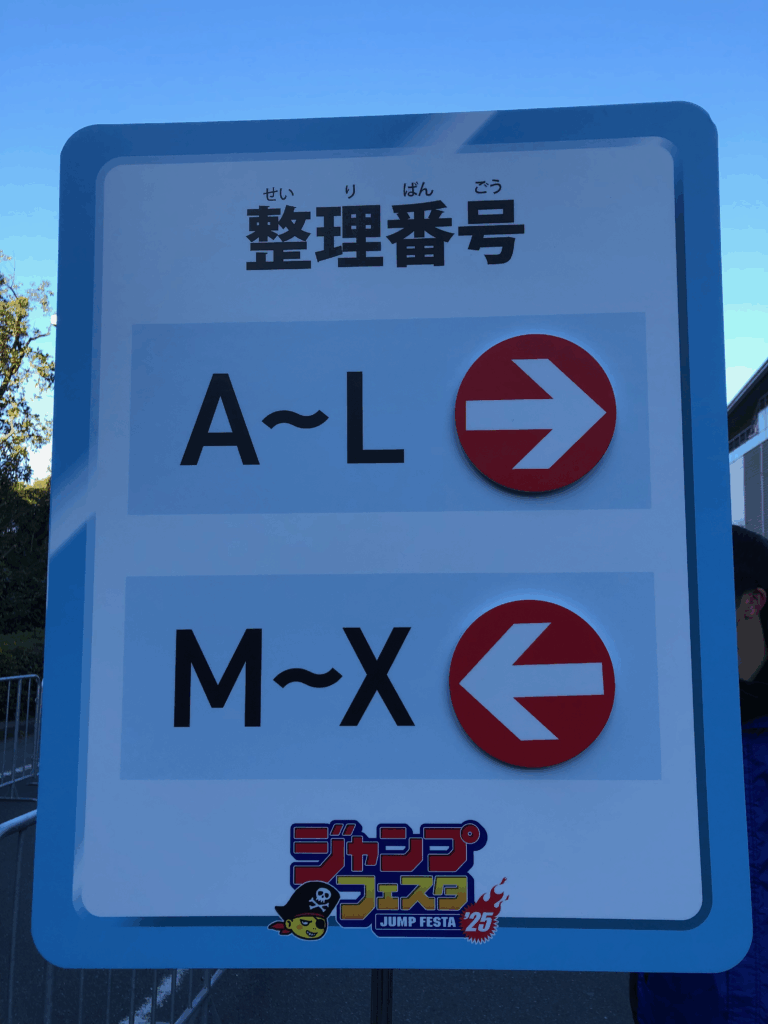 せい り ばん ごう
整理番号
A~L
M~X
ジャンプ
フェスタ
JUMP FESTA '25